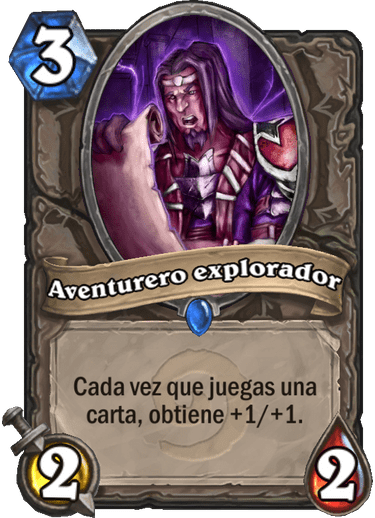 3
Aventurero explorador
Cada vez que juegas una
carta, obtiene +1/+1.
2
2